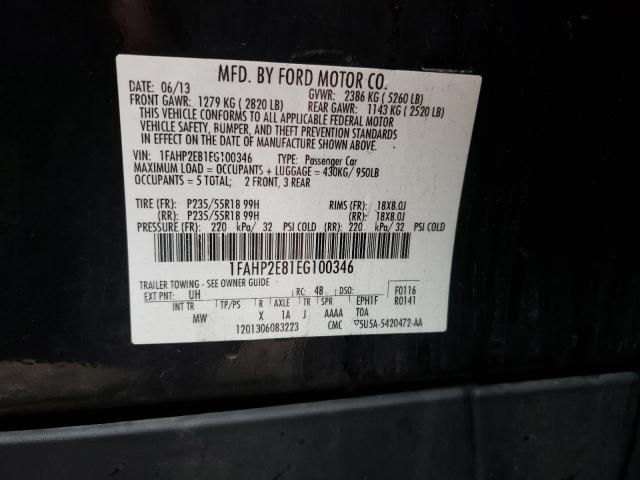 MFD. BY FORD MOTOR CO.
DATE: 06/13 GVWR: 2386 KG ( 5260 LB)
FRONT GAWR: 1279 KG ( 2820 LB) REAR GAWR: 1143 KG ( 2520 LB)
THIS VEHICLE CONFORMS TO ALL APPLICABLE FEDERAL MOTOR
VEHICLE SAFETY, BUMPER, AND THEFT PREVENTION STANDARDS
IN EFFECT ON THE DATE OF MANUFACTURE SHOWN ABOVE.
VIN: 1FAHP2E81EG100346 TYPE: Passenger Car
MAXIMUM LOAD = OCCUPANTS + LUGGAGE = 430KG/ 950LB
OCCUPANTS = 5 TOTAL; 2 FRONT, 3 REAR
TIRE (FR): P235/55R18 99H RIMS (FR): 18X8.0J
(RR): P235/55R18 99H (RR): 18X8.0J
PRESSURE (FR): 220 kPa/ 32 PSI COLD (RR): 220 kPa/ 32 PSI COLD
1FAHP2E81EG100346
TRAILER TOWING - SEE OWNER GUIDE
EXT PNT: UH RC: 48 DSO: F0116
INT TR TP/PS R AXLE TR SPR EPH1F R0141
MW X 1A J AAAA TOA
1201306083223 CMC ▽5U5A-5420472-AA